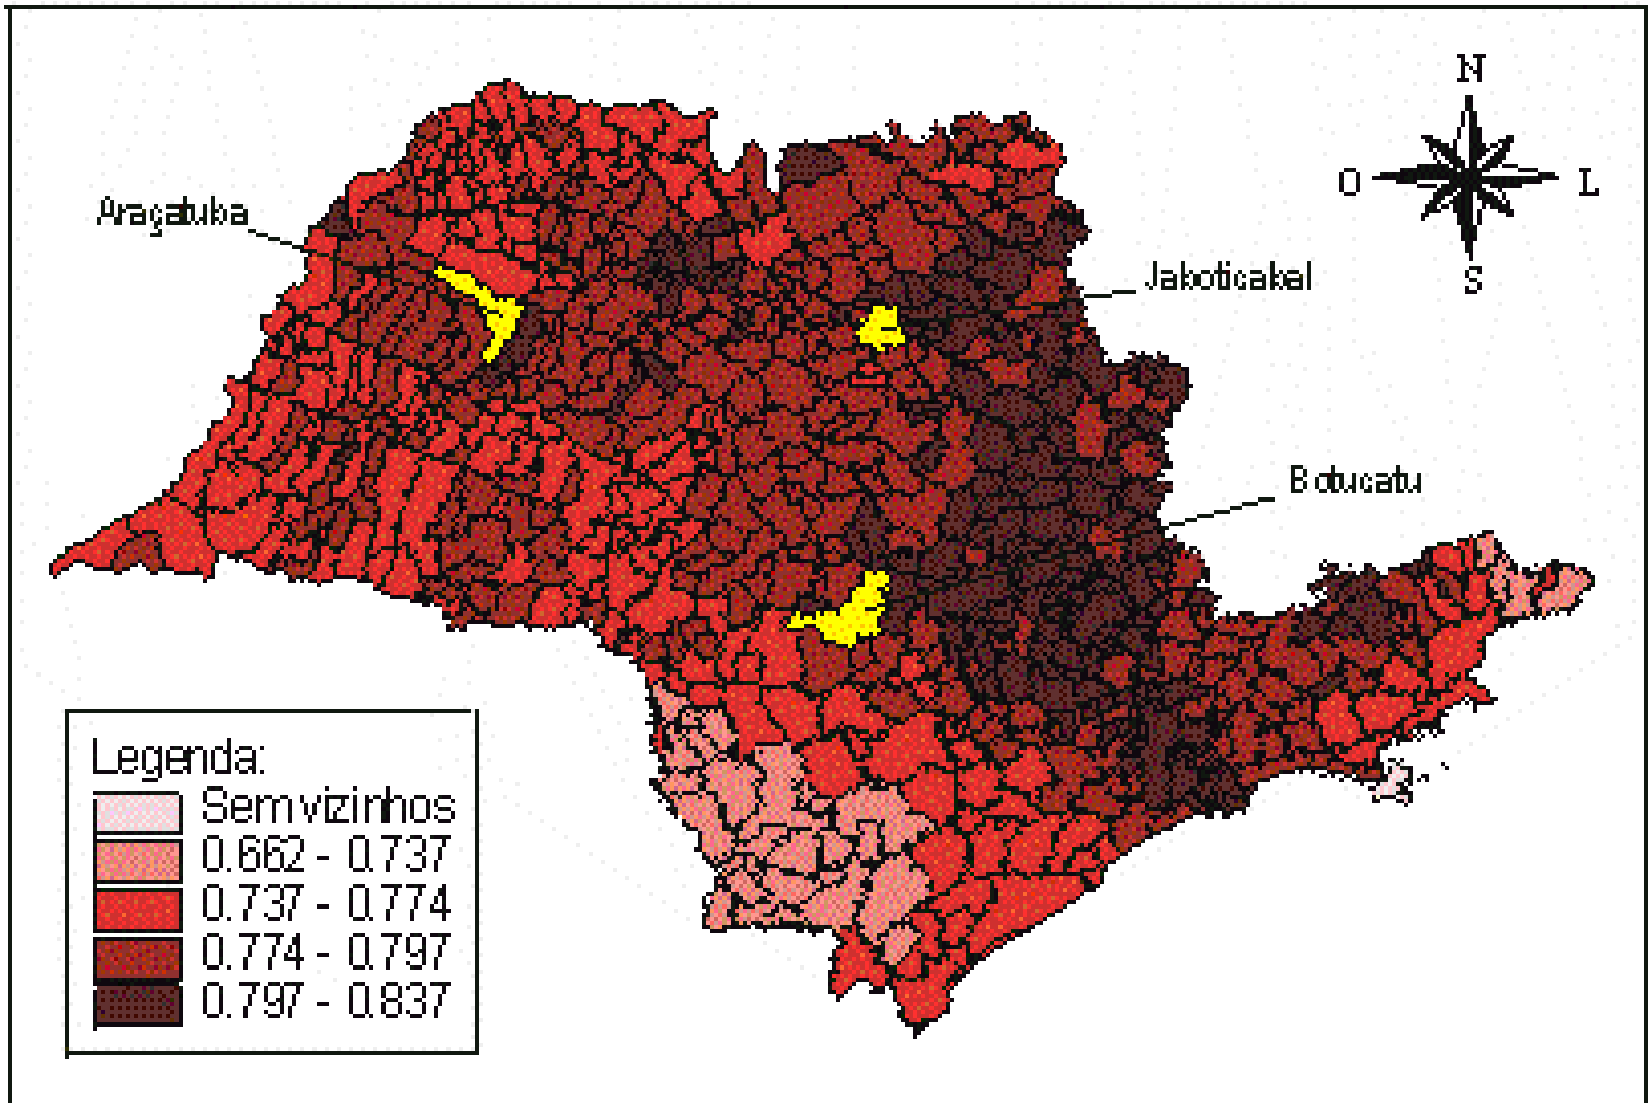 N
O
L
S
Araçatuba
Jaboticabal
Botucatu
Legenda:
Sem vizinhos
0.662 - 0.737
0.737 - 0.774
0.774 - 0.797
0.797 - 0.837